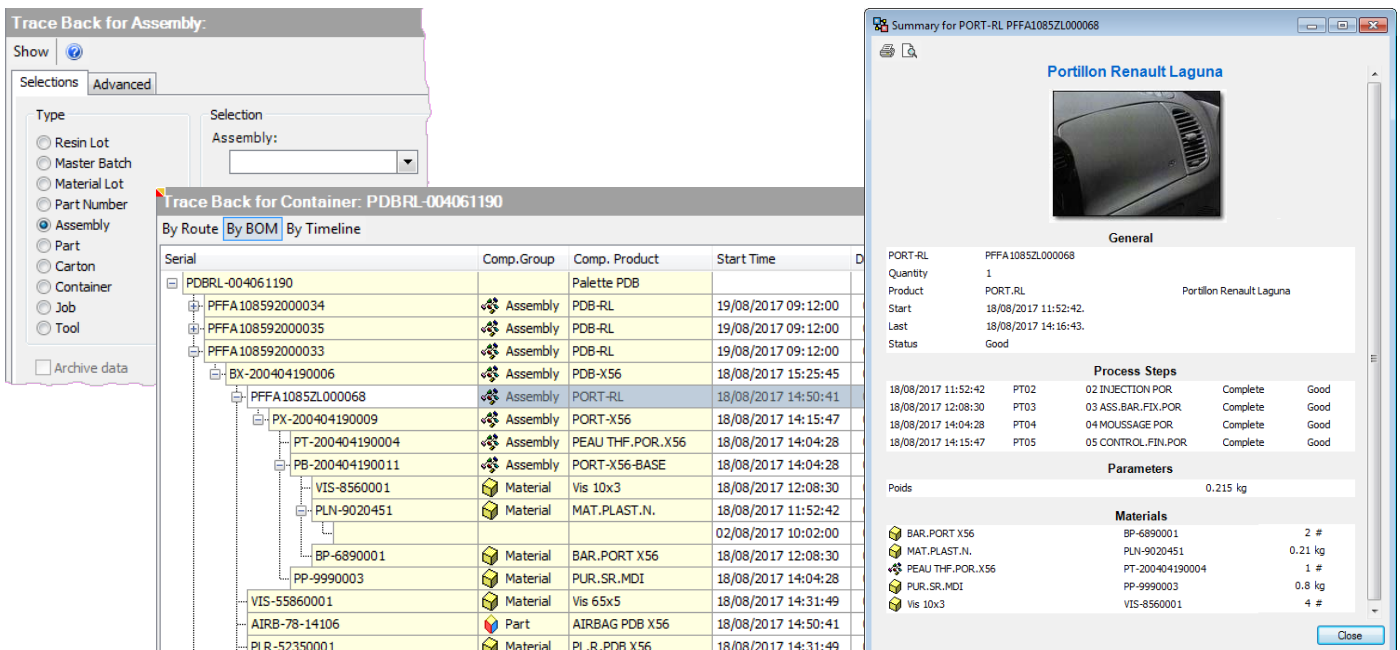 Trace Back for Assembly:
Show
Selections Advanced
Type
Resin Lot
Master Batch
Material Lot
Part Number
Assembly
Part
Carton
Container
Job
Tool
Archive data
Selection
Assembly:
Trace Back for Container: PDBRL-004061190
By Route By BOM By Timeline
Serial Comp.Group Comp. Product Start Time D
PDBRL-004061190 Palette PDB
PFFA108592000034 Assembly PDB-RL 19/08/2017 09:12:00
PFFA108592000035 Assembly PDB-RL 19/08/2017 09:12:00
PFFA108592000033 Assembly PDB-RL 19/08/2017 09:12:00
BX-200404190006 Assembly PDB-X56 18/08/2017 15:25:45
PFFA1085ZL000068 Assembly PORT-RL 18/08/2017 14:50:41
PX-200404190009 Assembly PORT-X56 18/08/2017 14:15:47
PT-200404190004 Assembly PEAU THF.POR.X56 18/08/2017 14:04:28
PB-200404190011 Assembly PORT-X56-BASE 18/08/2017 14:04:28
VIS-8560001 Material Vis 10x3 18/08/2017 12:08:30
PLN-9020451 Material MAT.PLAST.N. 18/08/2017 11:52:42
02/08/2017 10:02:00
BP-6890001 Material BAR.PORT X56 18/08/2017 12:08:30
PP-9990003 Material PUR.SR.MDI 18/08/2017 14:04:28
VIS-55860001 Material Vis 65x5 18/08/2017 14:31:49
AIRB-78-14106 Part AIRBAG PDB X56 18/08/2017 14:50:41
PLR-52350001 Material PL.R.PDB X56 18/08/2017 14:31:49
Summary for PORT-RL PFFA1085ZL000068
Portillon Renault Laguna
General
PORT-RL PFFA1085ZL000068
Quantity 1
Product PORT.RL Portillon Renault Laguna
Start 18/08/2017 11:52:42.
Last 18/08/2017 14:16:43.
Status Good
Process Steps
18/08/2017 11:52:42 PT02 02 INJECTION POR Complete Good
18/08/2017 12:08:30 PT03 03 ASS.BAR.FIX.POR Complete Good
18/08/2017 14:04:28 PT04 04 MOUSSAGE POR Complete Good
18/08/2017 14:15:47 PT05 05 CONTROL.FIN.POR Complete Good
Parameters
Poids 0.215 kg
Materials
BAR.PORT X56 BP-6890001 2 #
MAT.PLAST.N. PLN-9020451 0.21 kg
PEAU THF.POR.X56 PT-200404190004 1 #
PUR.SR.MDI PP-9990003 0.8 kg
Vis 10x3 VIS-8560001 4 #
Close